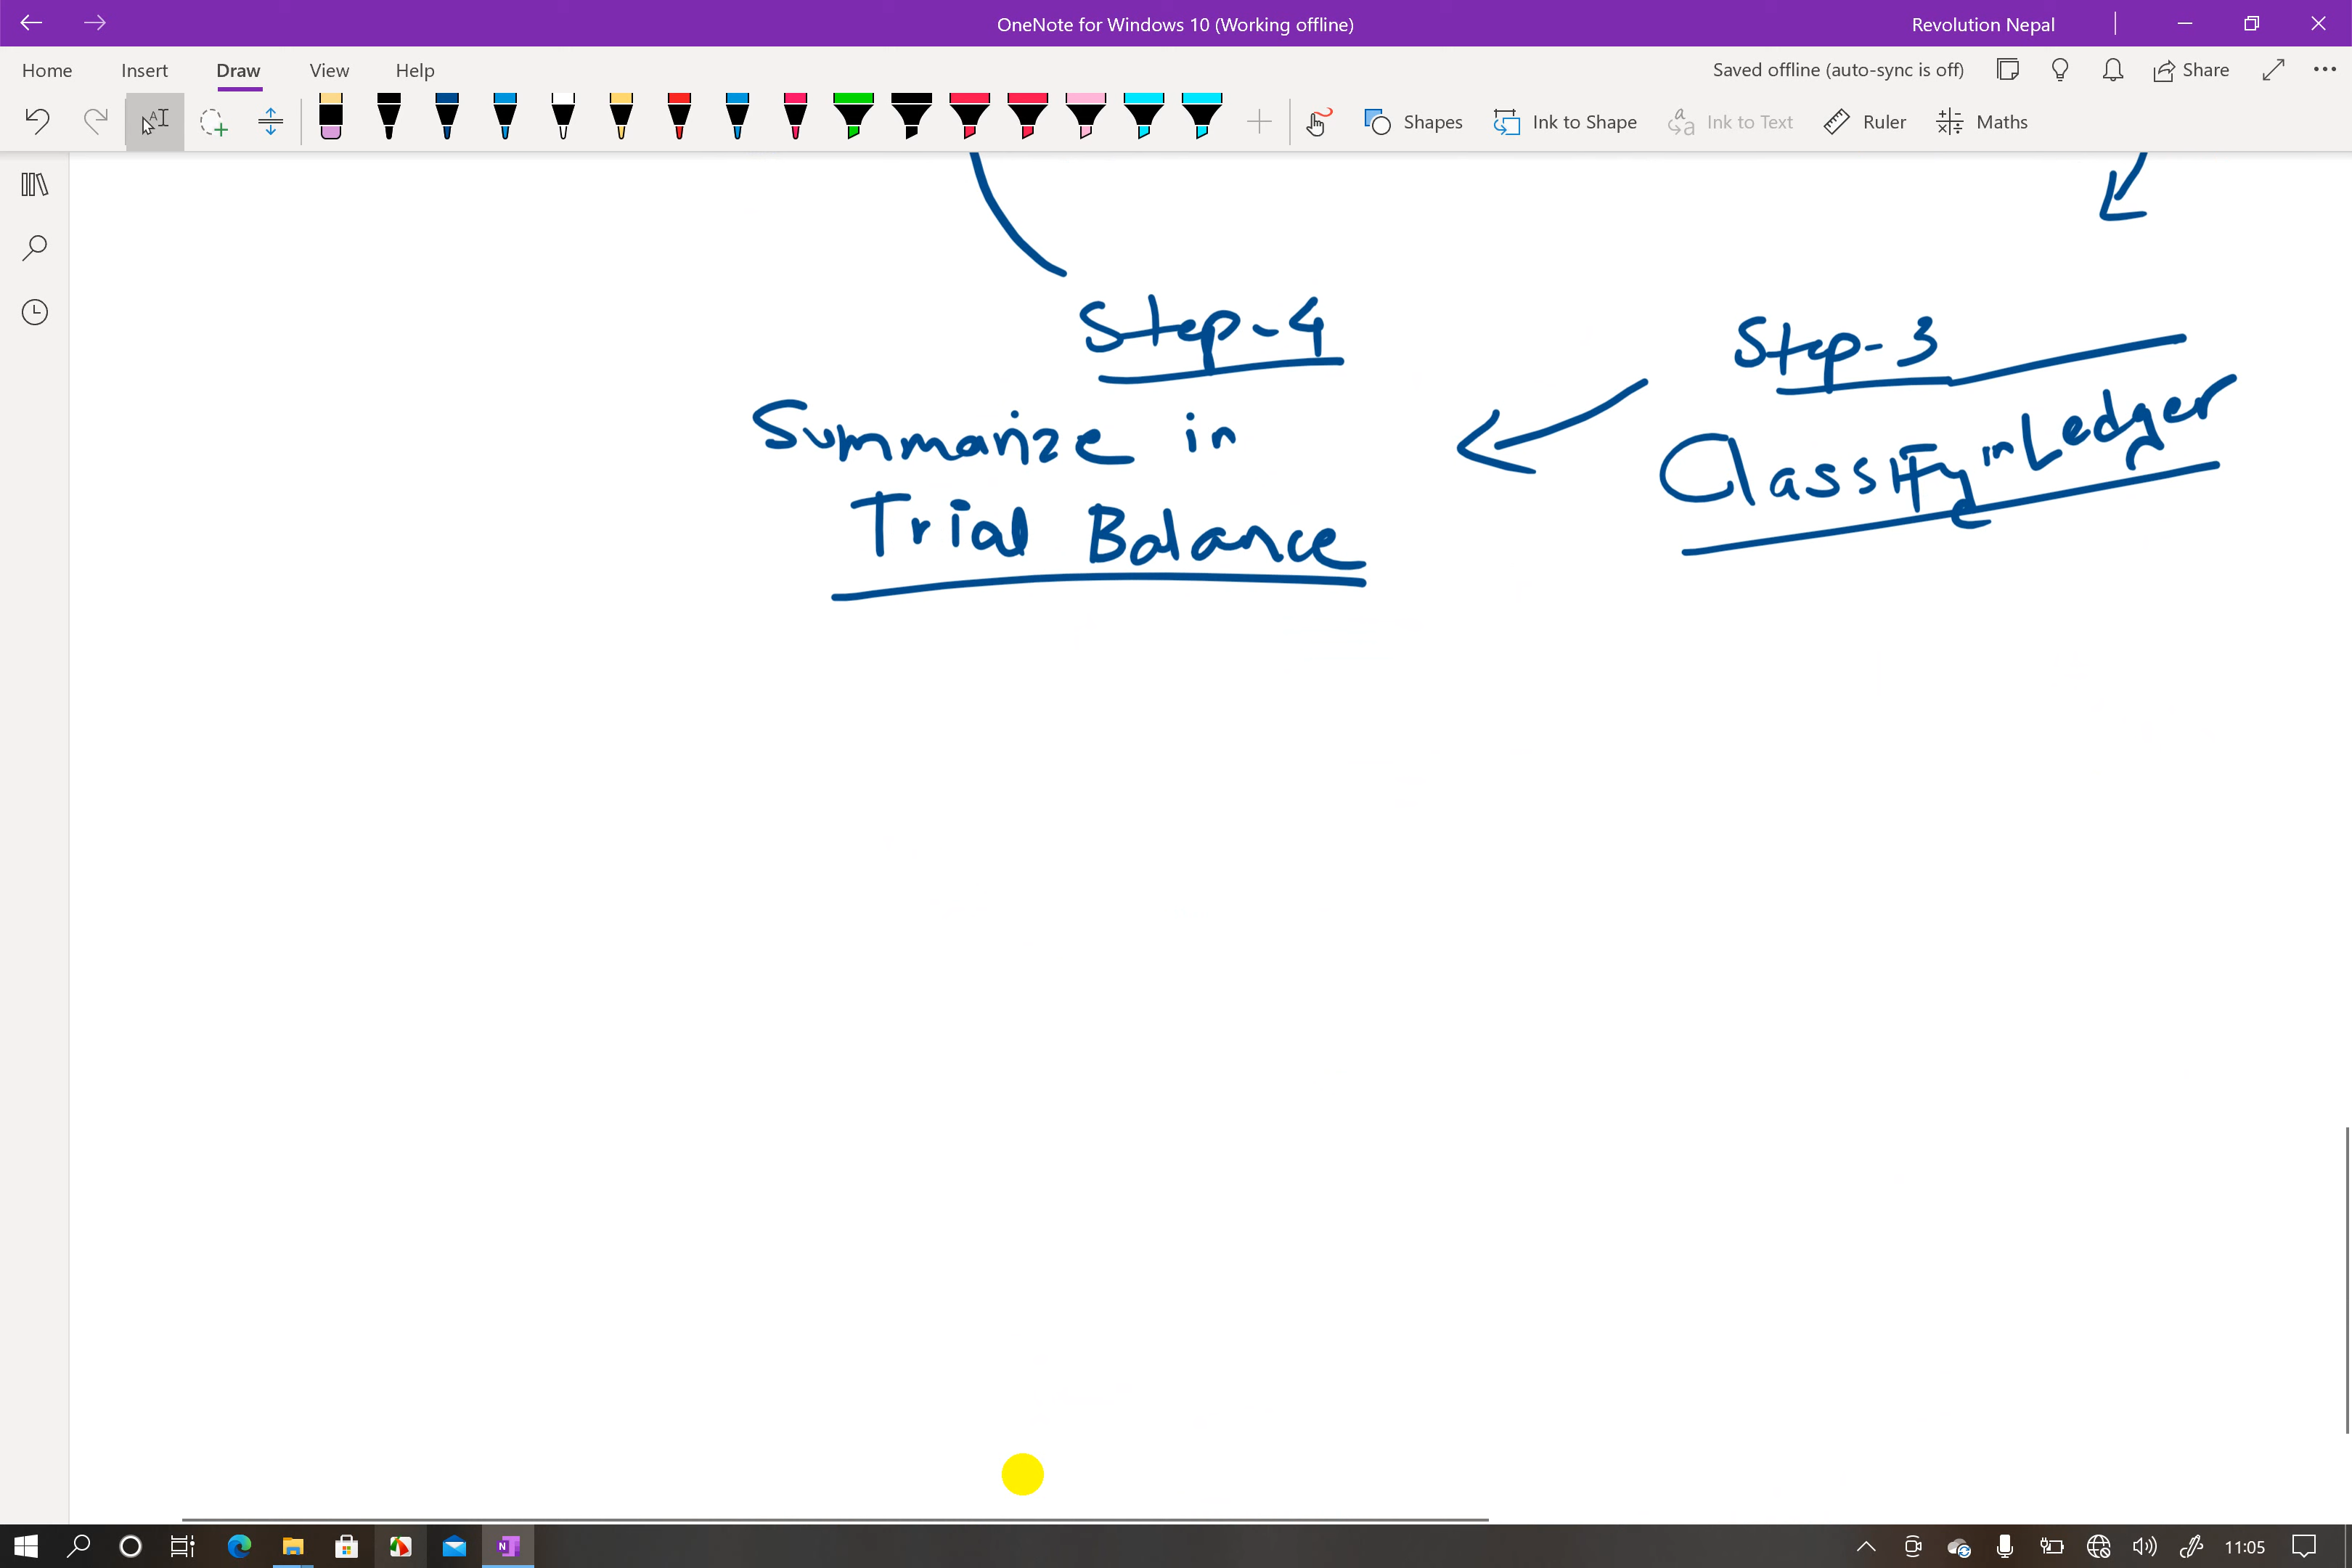 OneNote for Windows 10 (Working offline)
Revolution Nepal
Home Insert Draw View Help
Saved offline (auto-sync is off) Share
Shapes Ink to Shape Ink to Text Ruler Maths
Step-4
Summarize in
Trial Balance
Step-3
Classify in Ledger
11:05